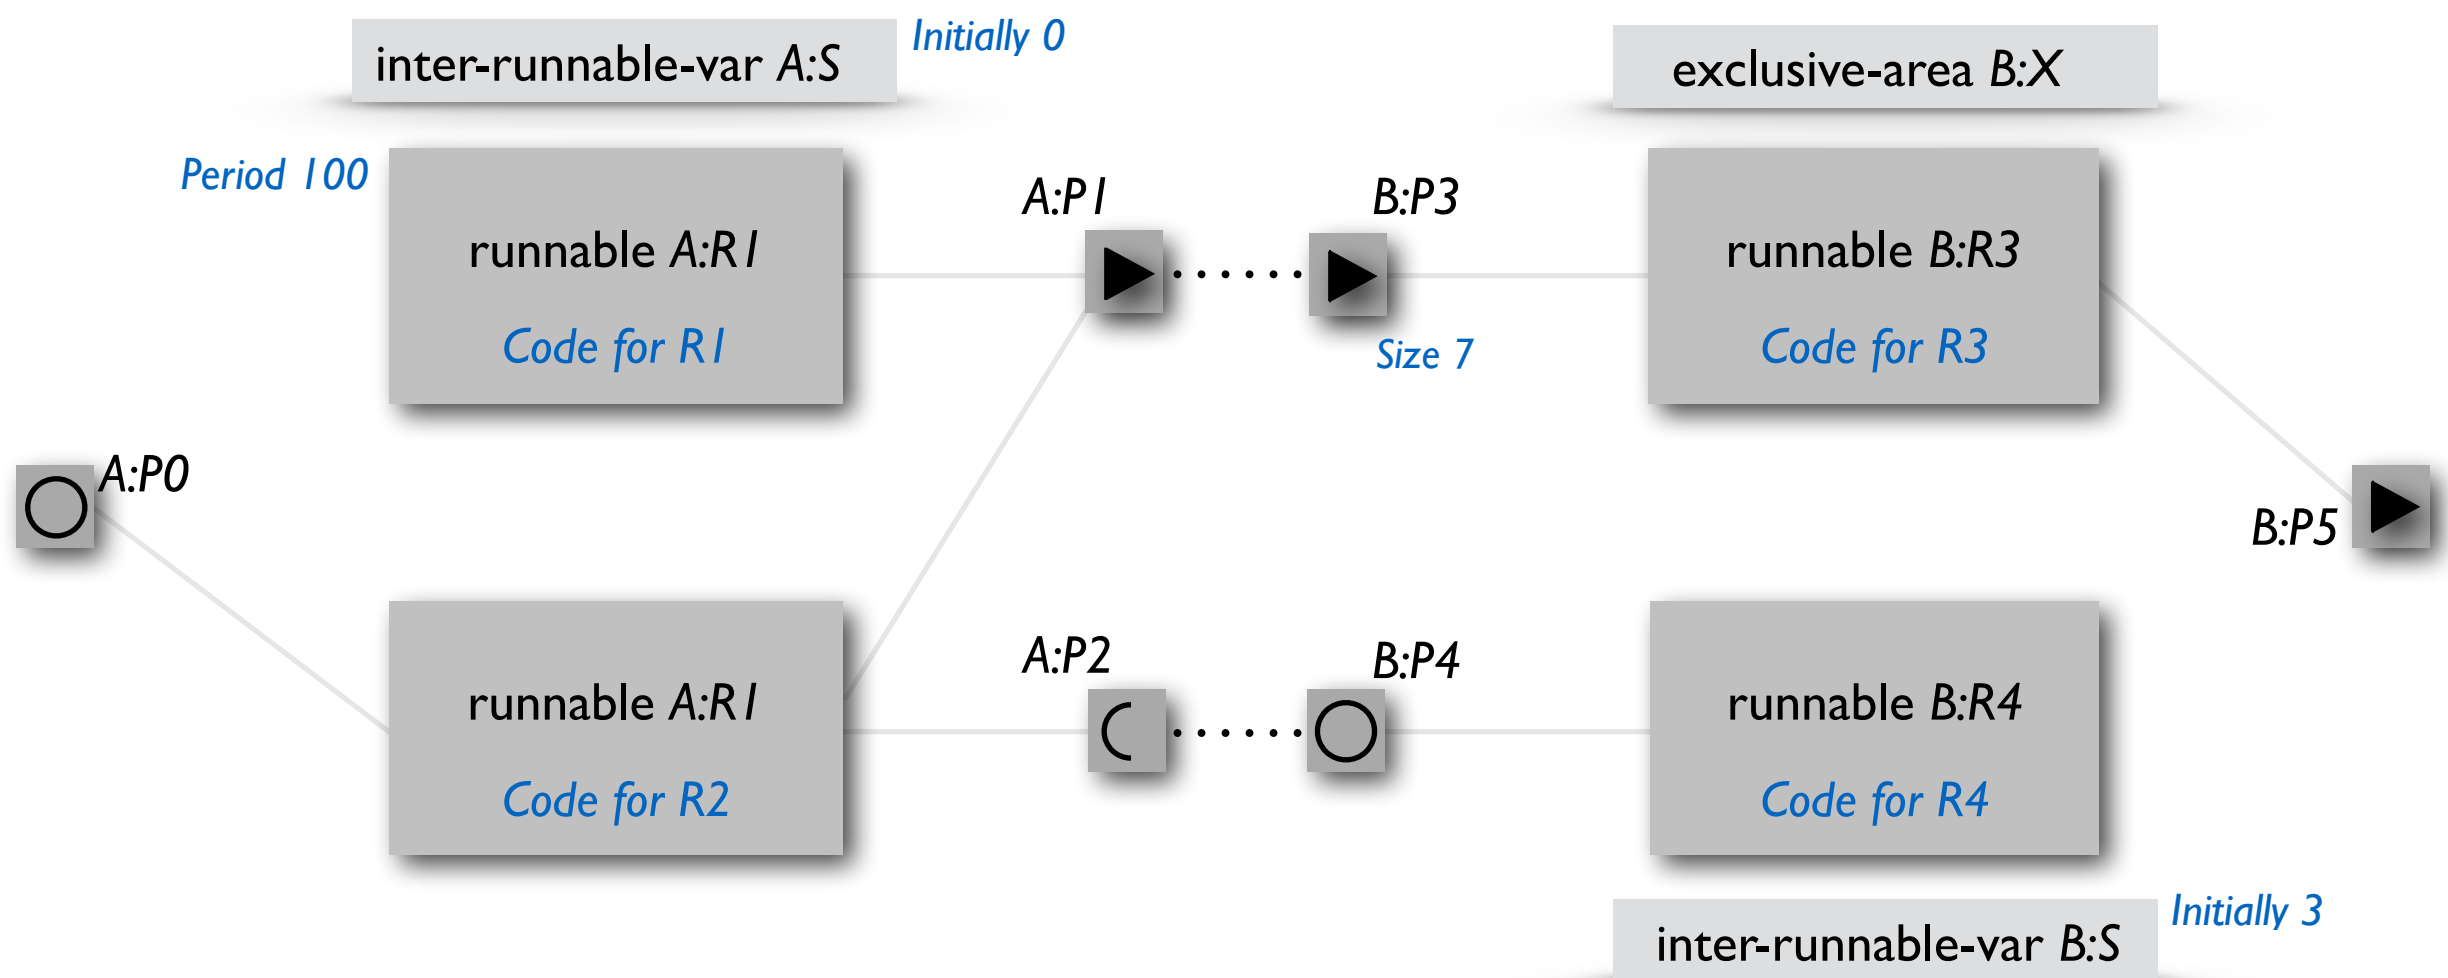 inter-runnable-var A:S
Initially 0
exclusive-area B:X
Period 100
runnable A:R1
Code for R1
A:P1
B:P3
Size 7
runnable B:R3
Code for R3
A:P0
B:P5
runnable A:R1
Code for R2
A:P2
B:P4
runnable B:R4
Code for R4
Initially 3
inter-runnable-var B:S